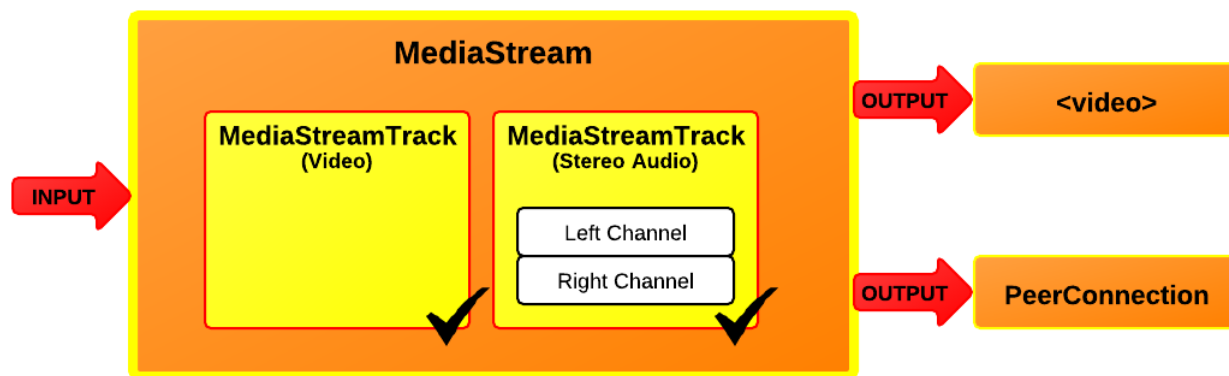 MediaStream
MediaStreamTrack
(Video)
MediaStreamTrack
(Stereo Audio)
Left Channel
Right Channel
INPUT
OUTPUT
<video>
OUTPUT
PeerConnection